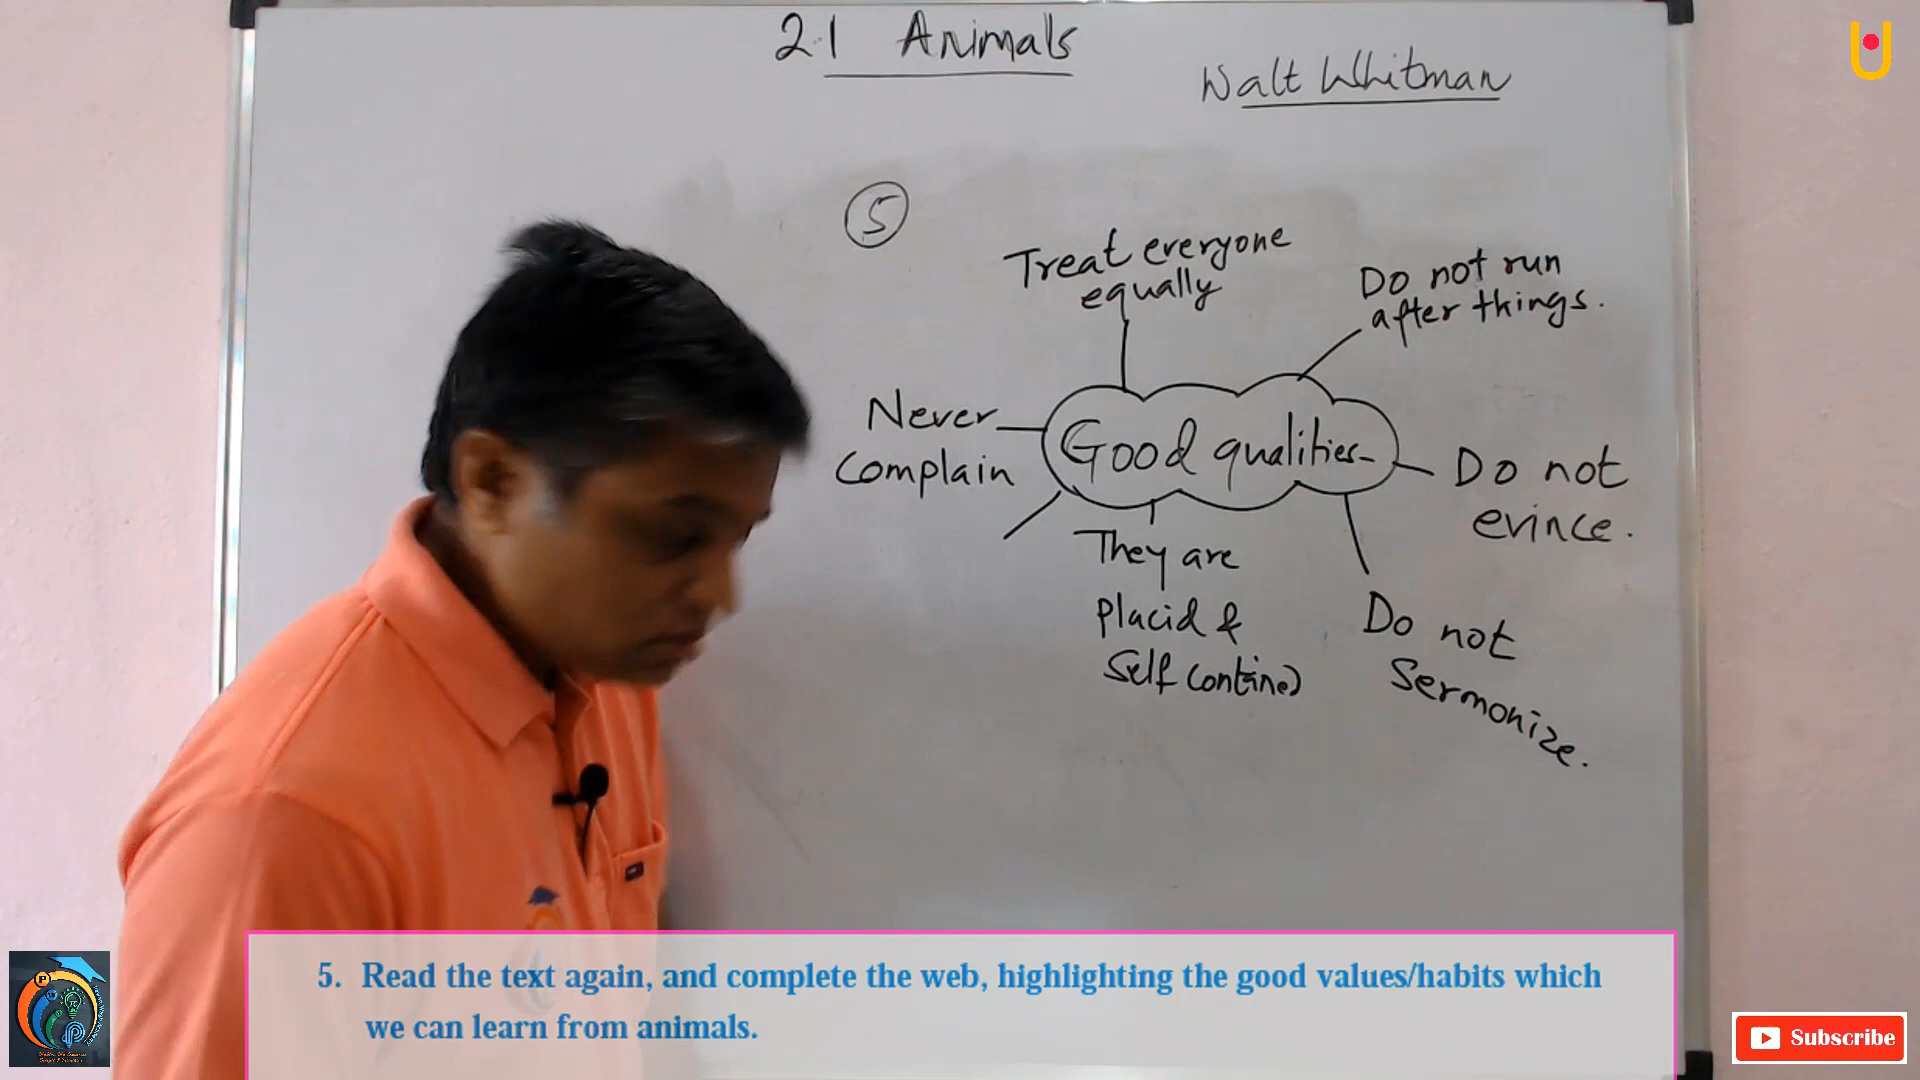 2.1 Animals
Walt Whitman
5
Treat everyone
equally
Do not run
after things.
Never
complain
Good qualities
Do not
evince.
They are
placid &
Self contined
Do not
Sermonize.
5. Read the text again, and complete the web, highlighting the good values/habits which
we can learn from animals.
Subscribe